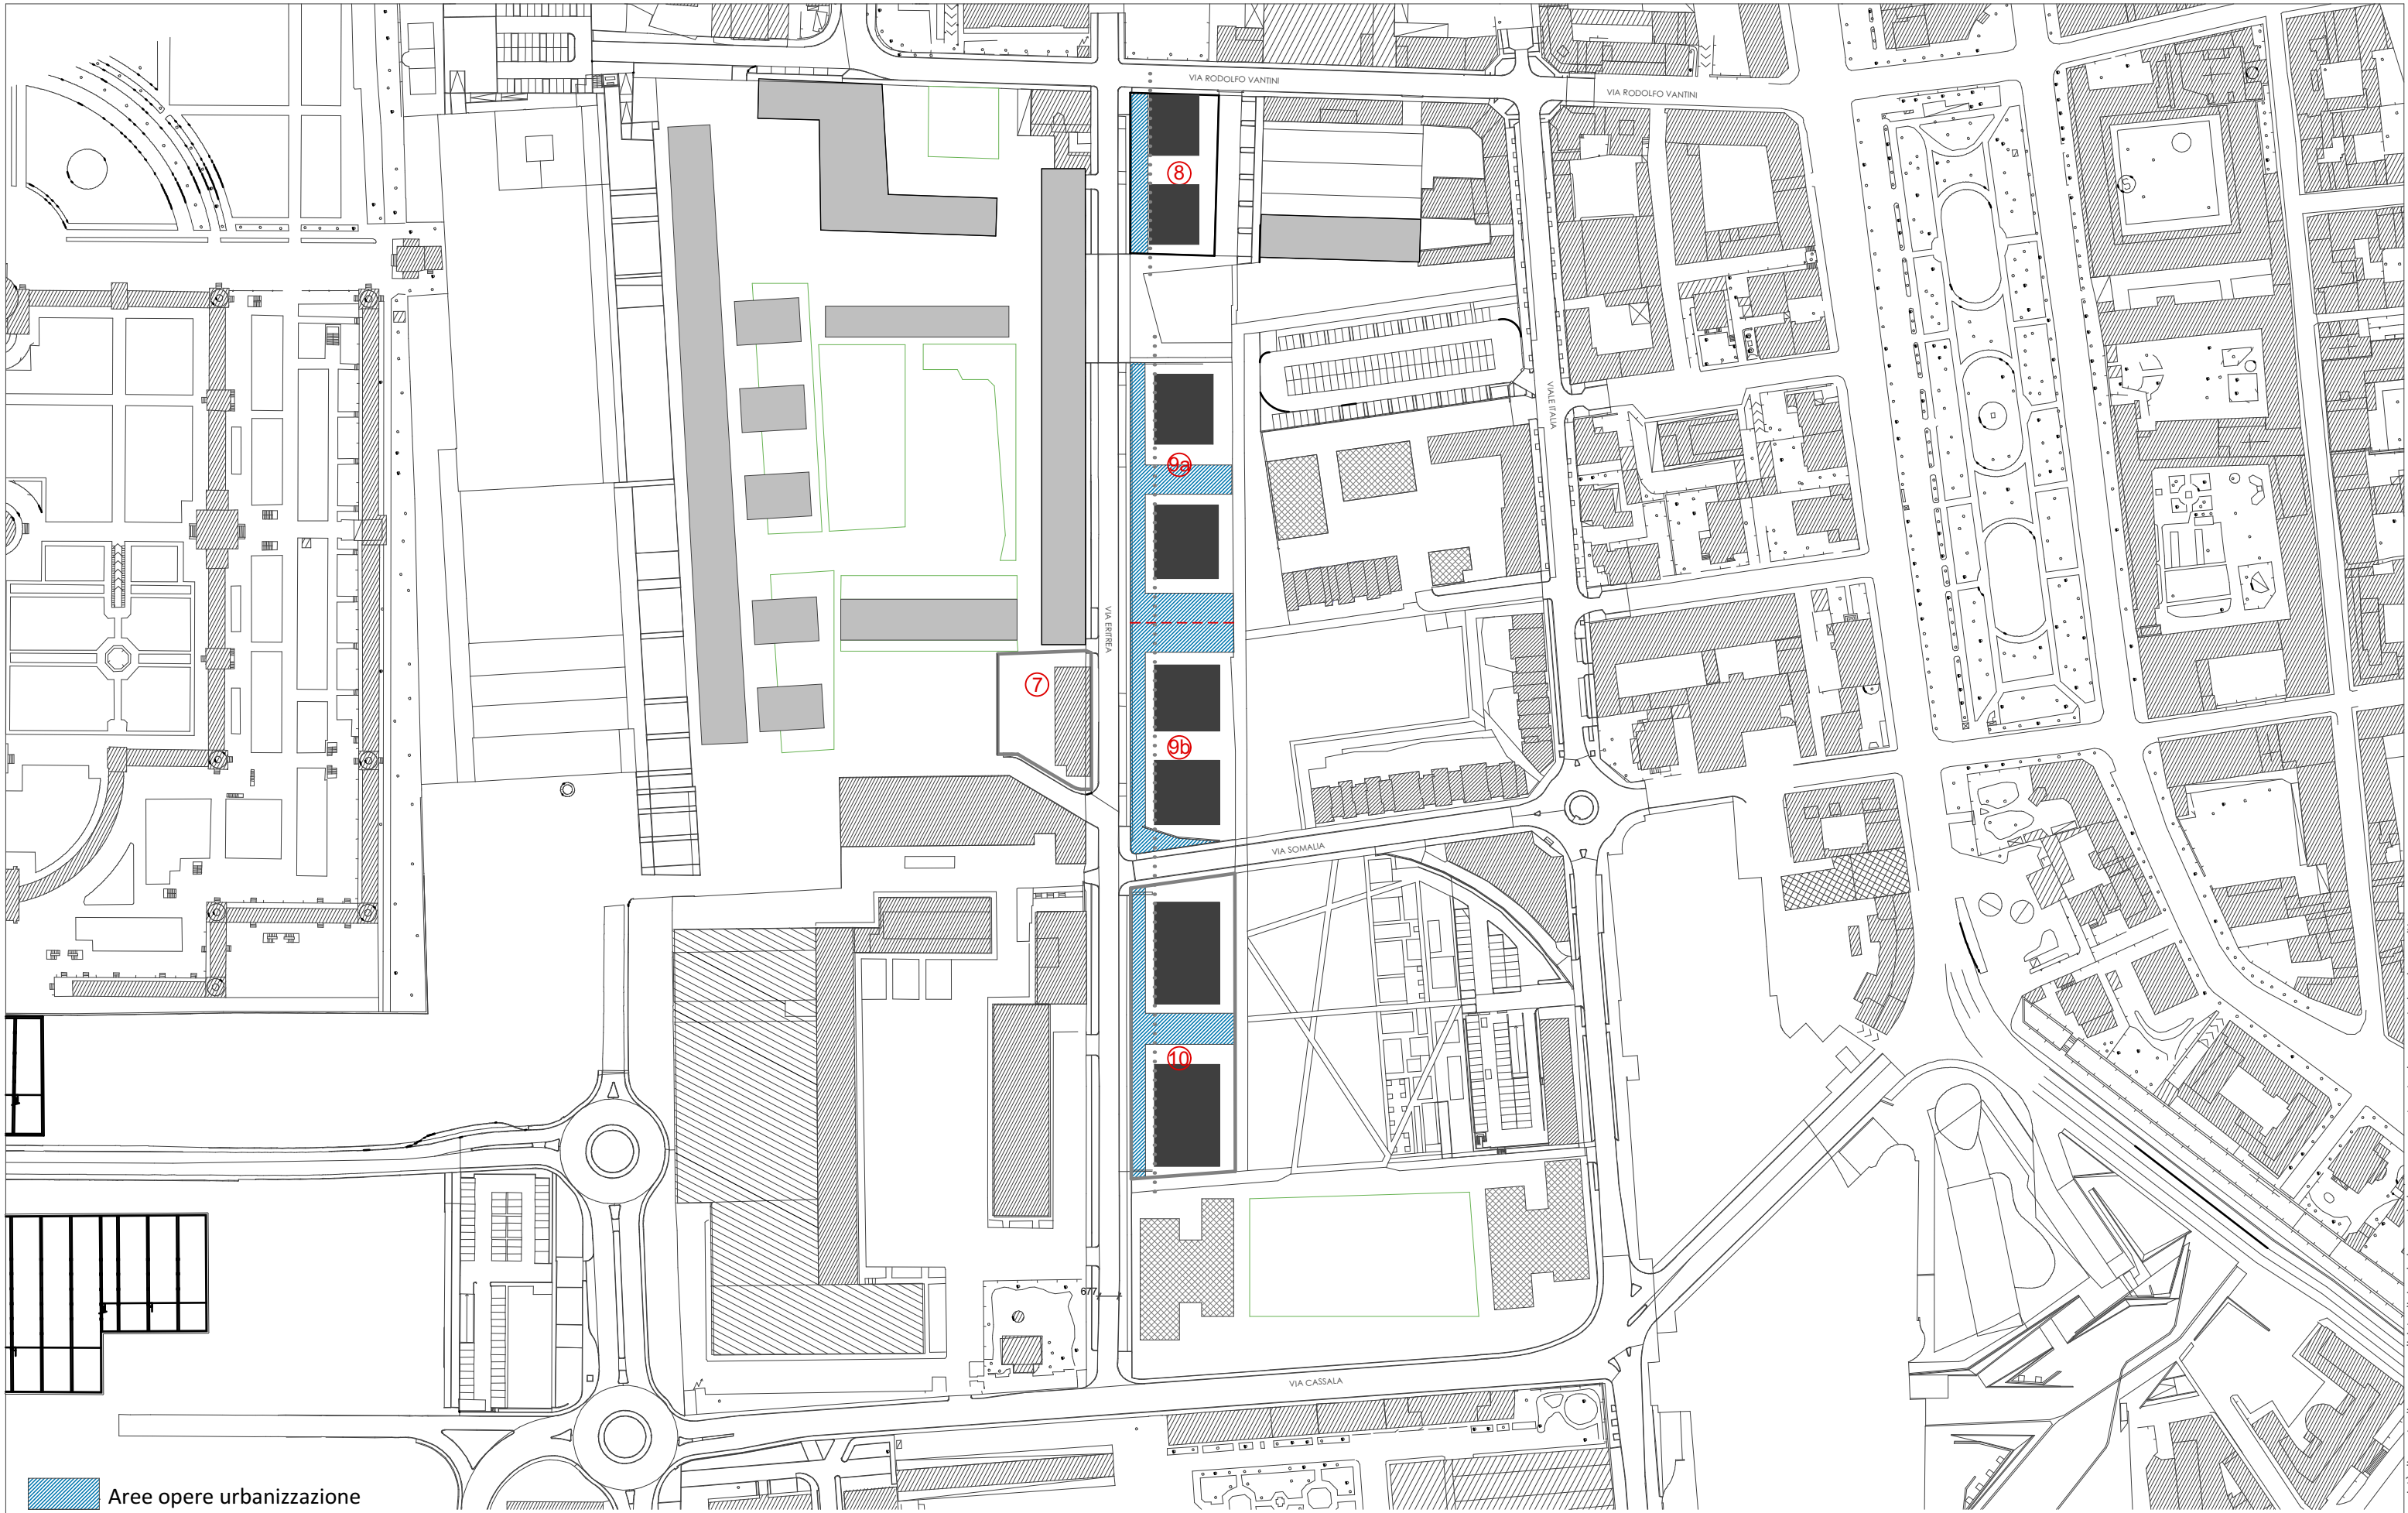 VIA RODOLFO VANTINI
VIA RODOLFO VANTINI
8
VIALE ITALIA
9a
VIA ERITREA
7
9b
VIA SOMALIA
10
677
VIA CASSALA
Aree opere urbanizzazione